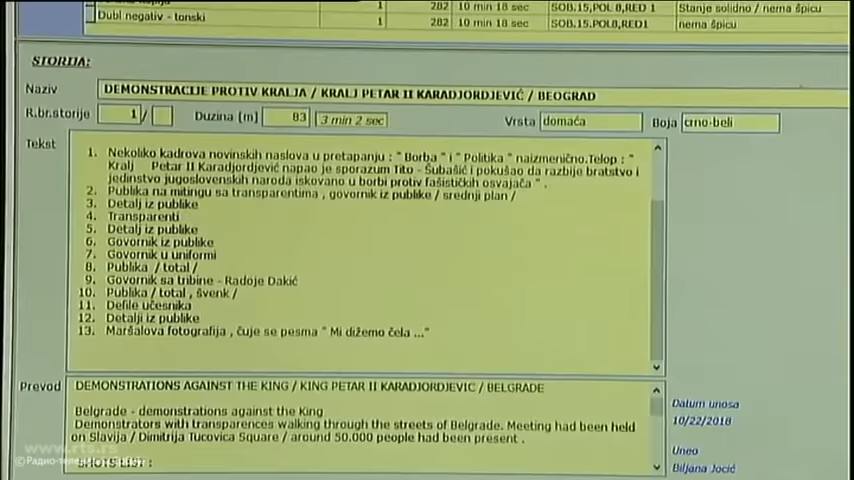 1 282 10 min 18 sec SOB.15,POL 8,RED 1 Stanje solidno / nema špicu
Dubl negativ - tonski 1 282 10 min 18 sec SOB.15.POL8,RED1 nema špicu
STORIJA:
Naziv DEMONSTRACIJE PROTIV KRALJA / KRALJ PETAR II KARADJORDJEVIĆ / BEOGRAD
R.br.storije 1 / Duzina [m] 83 3 min 2 sec Vrsta domaća Boja crno-beli
Tekst
1. Nekoliko kadrova novinskih naslova u pretapanju : " Borba " i " Politika " naizmenično.Telop : "
Kralj Petar II Karadjordjević napao je sporazum Tito - Šubašić i pokušao da razbije bratstvo i
jedinstvo jugoslovenskih naroda iskovano u borbi protiv fašističkih osvajača " .
2. Publika na mitingu sa transparentima , govornik iz publike / srednji plan /
3. Detalj iz publike
4. Transparenti
5. Detalj iz publike
6. Govornik iz publike
7. Govornik u uniformi
8. Publika / total /
9. Govornik sa tribine - Radoje Dakić
10. Publika / total , švenk /
11. Defile učesnika
12. Detalji iz publike
13. Maršalova fotografija , čuje se pesma " Mi dižemo čela ..."
Prevod DEMONSTRATIONS AGAINST THE KING / KING PETAR II KARADJORDJEVIC / BELGRADE
Belgrade - demonstrations against the King
Demonstrators with transparences walking through the streets of Belgrade. Meeting had been held
on Slavija / Dimitrija Tucovica Square / around 50.000 people had been present .
SHOTS LIST :
Datum unosa
10/22/2018
Uneo
Biljana Jocić
www.rts.rs